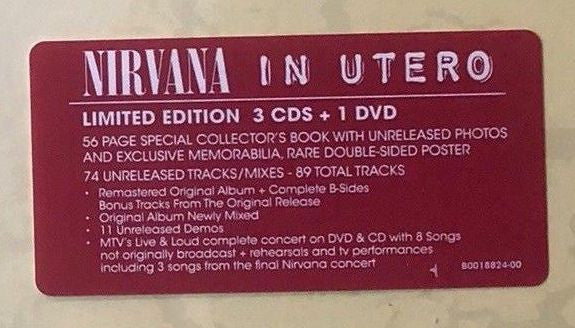 NIRVANA IN UTERO
LIMITED EDITION 3 CDS + 1 DVD
56 PAGE SPECIAL COLLECTOR'S BOOK WITH UNRELEASED PHOTOS
AND EXCLUSIVE MEMORABILIA, RARE DOUBLE-SIDED POSTER
74 UNRELEASED TRACKS/MIXES - 89 TOTAL TRACKS
• Remastered Original Album + Complete B-Sides
Bonus Tracks From The Original Release
• Original Album Newly Mixed
• 11 Unreleased Demos
• MTV's Live & Loud complete concert on DVD & CD with 8 Songs
not originally broadcast + rehearsals and tv performances
including 3 songs from the final Nirvana concert
B0018824-00